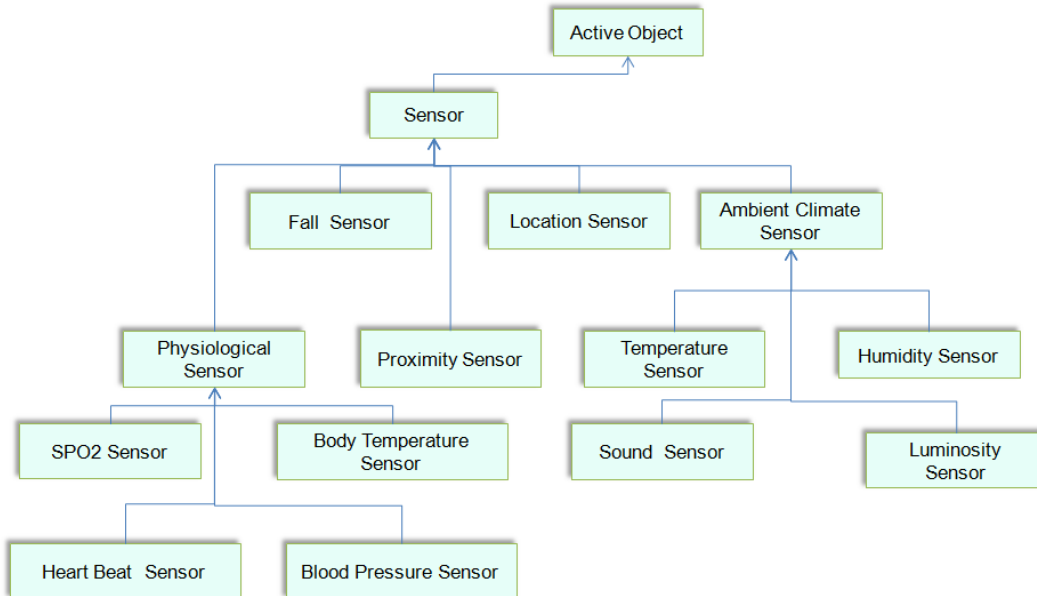 Active Object
Sensor
Fall Sensor
Location Sensor
Ambient Climate
Sensor
Physiological
Sensor
Proximity Sensor
Temperature
Sensor
Humidity Sensor
SPO2 Sensor
Body Temperature
Sensor
Sound Sensor
Luminosity
Sensor
Heart Beat Sensor
Blood Pressure Sensor